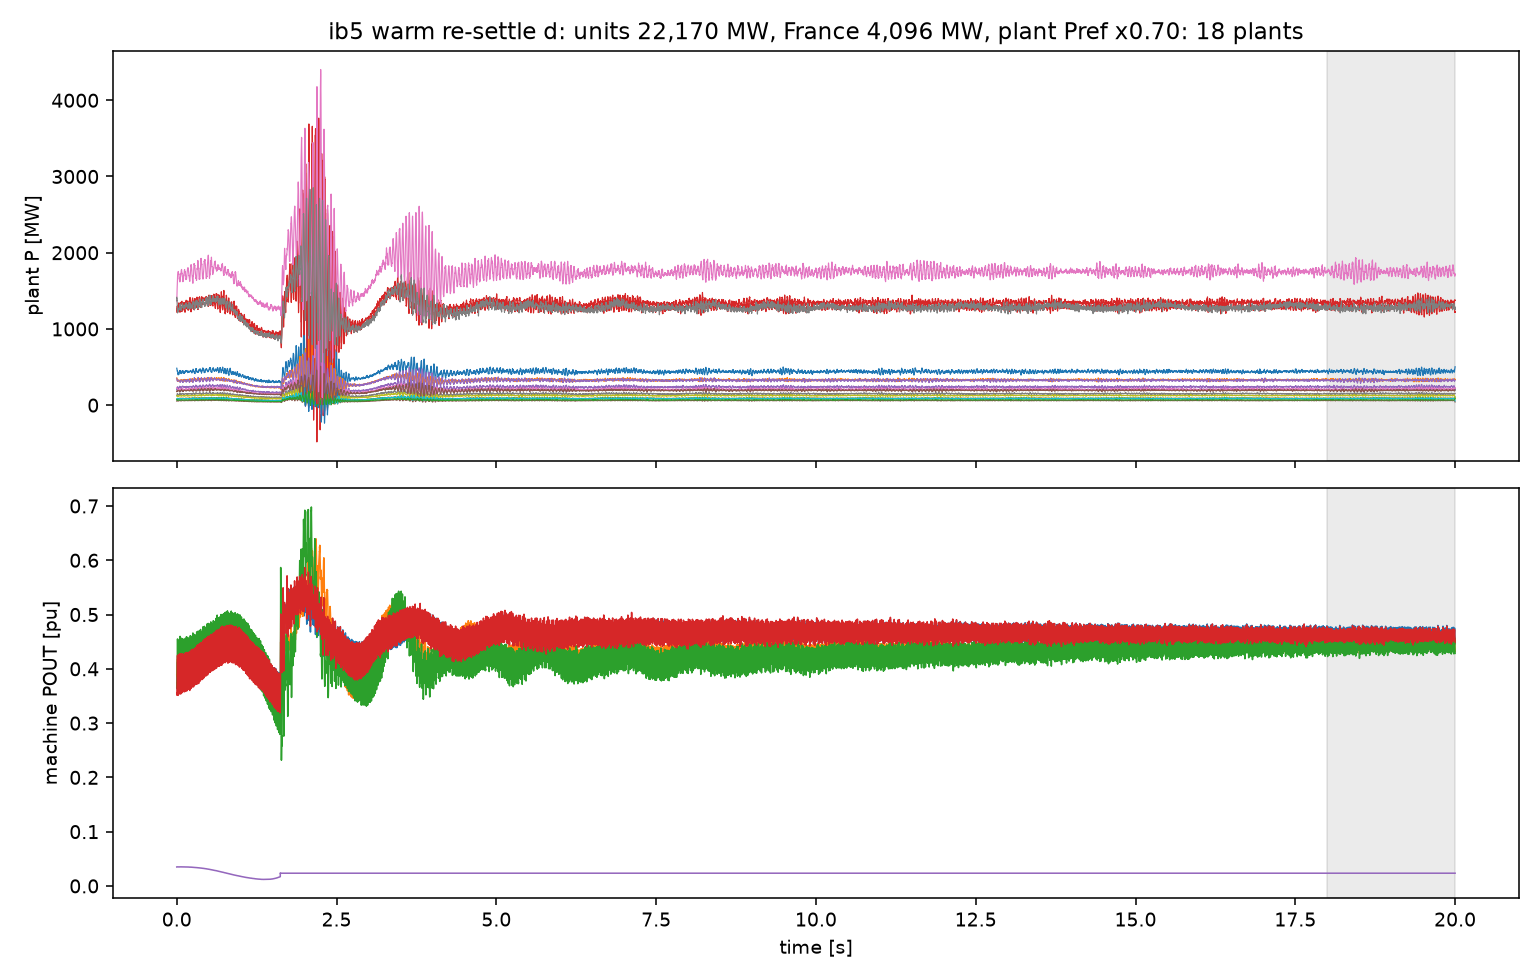 ib5 warm re-settle d: units 22,170 MW, France 4,096 MW, plant Pref x0.70: 18 plants
plant P [MW]
4000
3000
2000
1000
0
machine POUT [pu]
0.7
0.6
0.5
0.4
0.3
0.2
0.1
0.0
0.0 2.5 5.0 7.5 10.0 12.5 15.0 17.5 20.0
time [s]